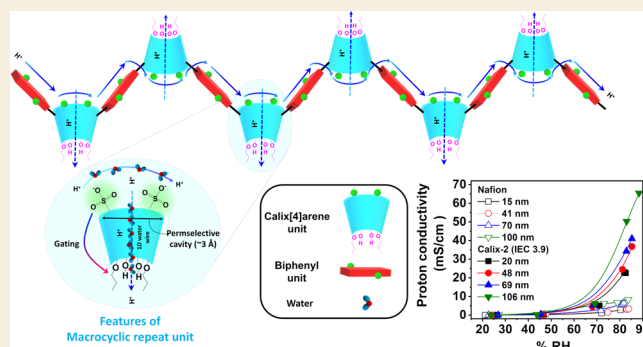 H⁺
H⁺
H⁺
H⁺
H⁺
H⁺
H⁺
H⁺
H⁺
H⁺
H⁺
H⁺
H⁺
O O O O
O O O O
O O O O
O O O O
O O O O
O O O O
H⁺
H⁺
H⁺
O⁻
O⁻
O S O
O S O
Gating
H⁺
1D water wire
Permselective cavity (~3 Å)
O O O O
H H
H⁺
Features of
Macrocyclic repeat unit
Calix[4]arene
unit
O O O O
Biphenyl unit
Water
Proton conductivity
(mS/cm)
70
60
50
40
30
20
10
0
Nafion
15 nm
41 nm
70 nm
100 nm
Calix-2 (IEC 3.9)
20 nm
48 nm
69 nm
106 nm
20 30 40 50 60 70 80 9
% RH